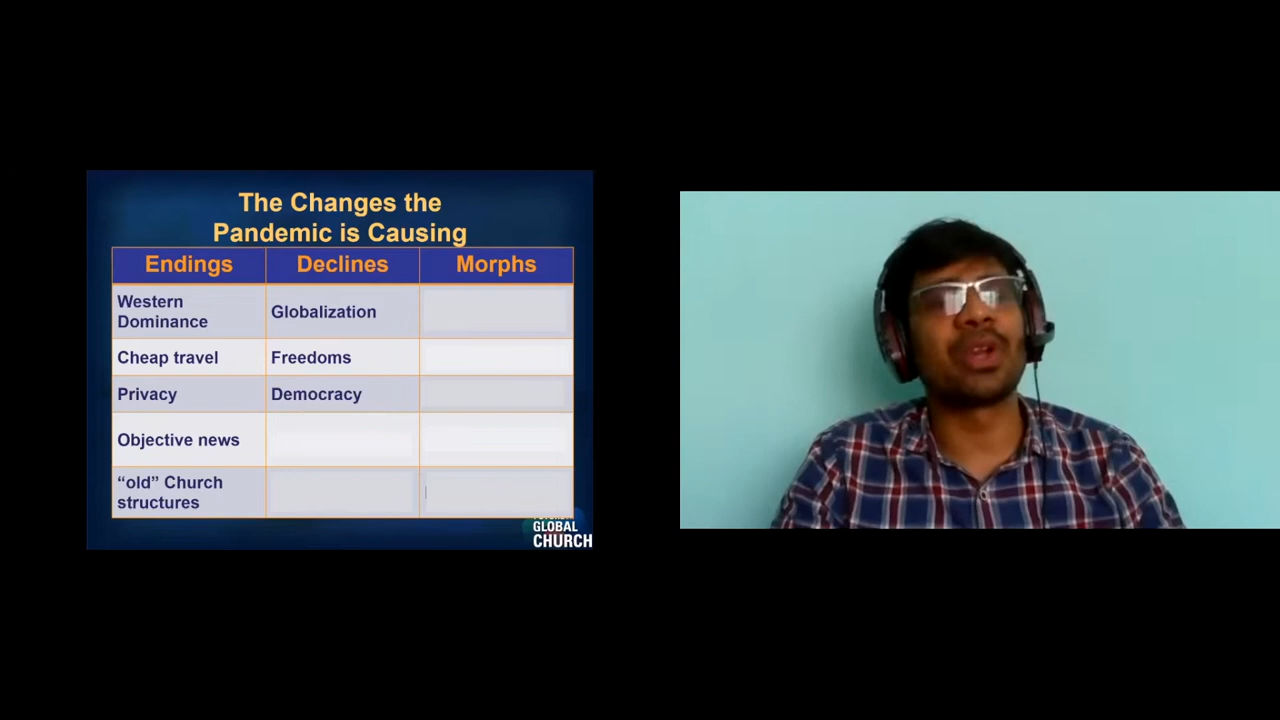 The Changes the
Pandemic is Causing
Endings Declines Morphs
Western
Dominance
Globalization
Cheap travel Freedoms
Privacy Democracy
Objective news
“old” Church
structures
GLOBAL
CHURCH